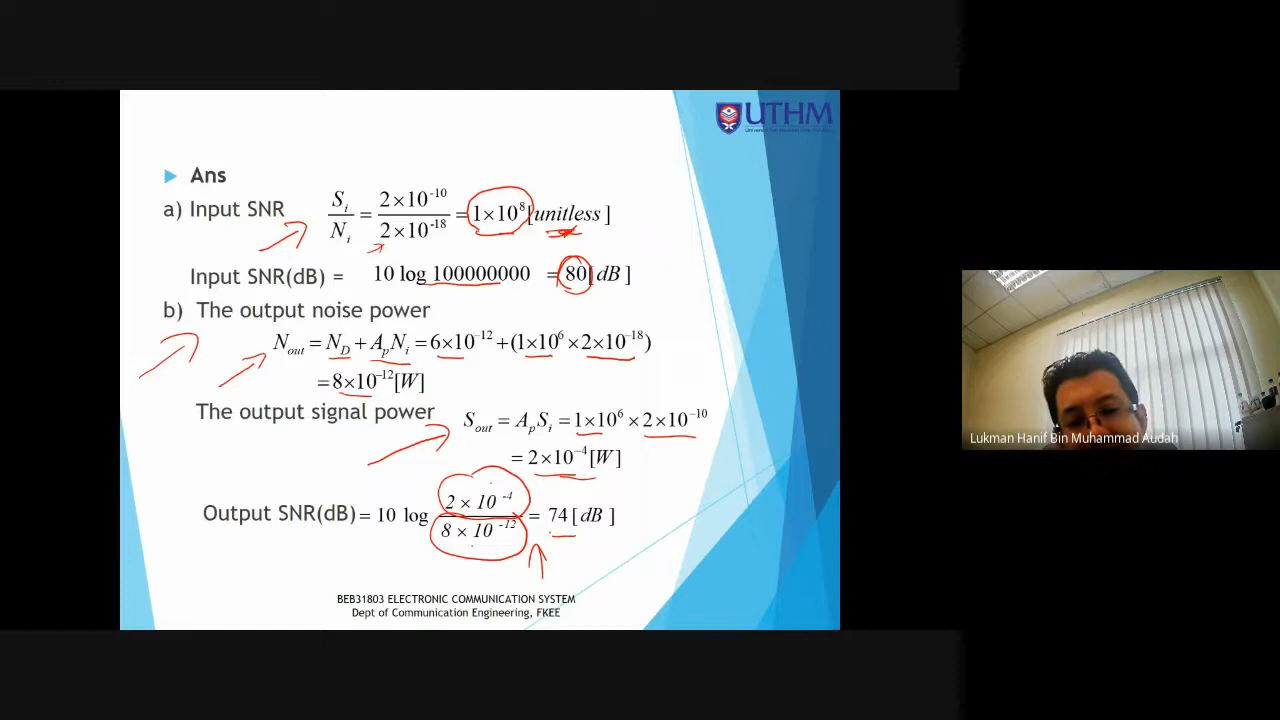 UTHM
Ans
a) Input SNR S_i / N_i = 2×10^-10 / 2×10^-18 = 1×10^8 [unitless]
Input SNR(dB) = 10 log 100000000 = 80[dB]
b) The output noise power
N_out = N_D + A_pN_i = 6×10^-12 + (1×10^6 × 2×10^-18)
= 8×10^-12[W]
The output signal power S_out = A_pS_i = 1×10^6 × 2×10^-10
= 2×10^-4[W]
Output SNR(dB) = 10 log 2 × 10^-4 / 8 × 10^-12 = 74[dB]
BEB31803 ELECTRONIC COMMUNICATION SYSTEM
Dept of Communication Engineering, FKEE
Lukman Hanif Bin Muhammad Audah